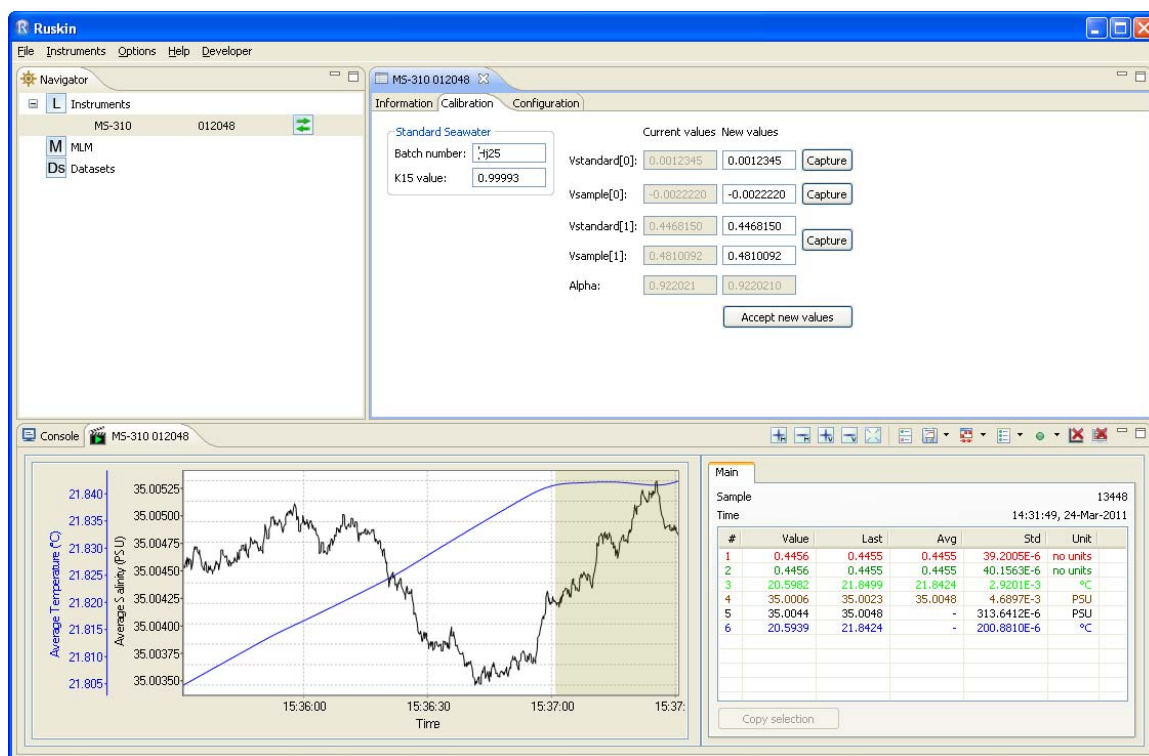 Ruskin
File Instruments Options Help Developer
Navigator
L Instruments
MS-310 012048
M MLM
Ds Datasets
MS-310 012048
Information Calibration Configuration
Standard Seawater
Batch number:
K15 value: 0.99993
Current values New values
Vstandard[0]: 0.0012345 0.0012345 Capture
Vsample[0]: -0.0022220 -0.0022220 Capture
Vstandard[1]: 0.4468150 0.4468150
Capture
Vsample[1]: 0.4810092 0.4810092
Alpha: 0.922021 0.9220210
Accept new values
Console MS-310 012048
Average Temperature (°C)
21.840
21.835
21.830
21.825
21.820
21.815
21.810
21.805
Average Salinity (PSU)
35.00525
35.00500
35.00475
35.00450
35.00425
35.00400
35.00375
35.00350
15:36:00 15:36:30 15:37:00 15:37:
Time
Main
Sample 13448
Time 14:31:49, 24-Mar-2011
# Value Last Avg Std Unit
1 0.4456 0.4455 0.4455 39.2005E-6 no units
2 0.4456 0.4455 0.4455 40.1563E-6 no units
3 20.5982 21.8499 21.8424 2.9201E-3 °C
4 35.0006 35.0023 35.0048 4.6897E-3 PSU
5 35.0044 35.0048 - 313.6412E-6 PSU
6 20.5939 21.8424 - 200.8810E-6 °C
Copy selection